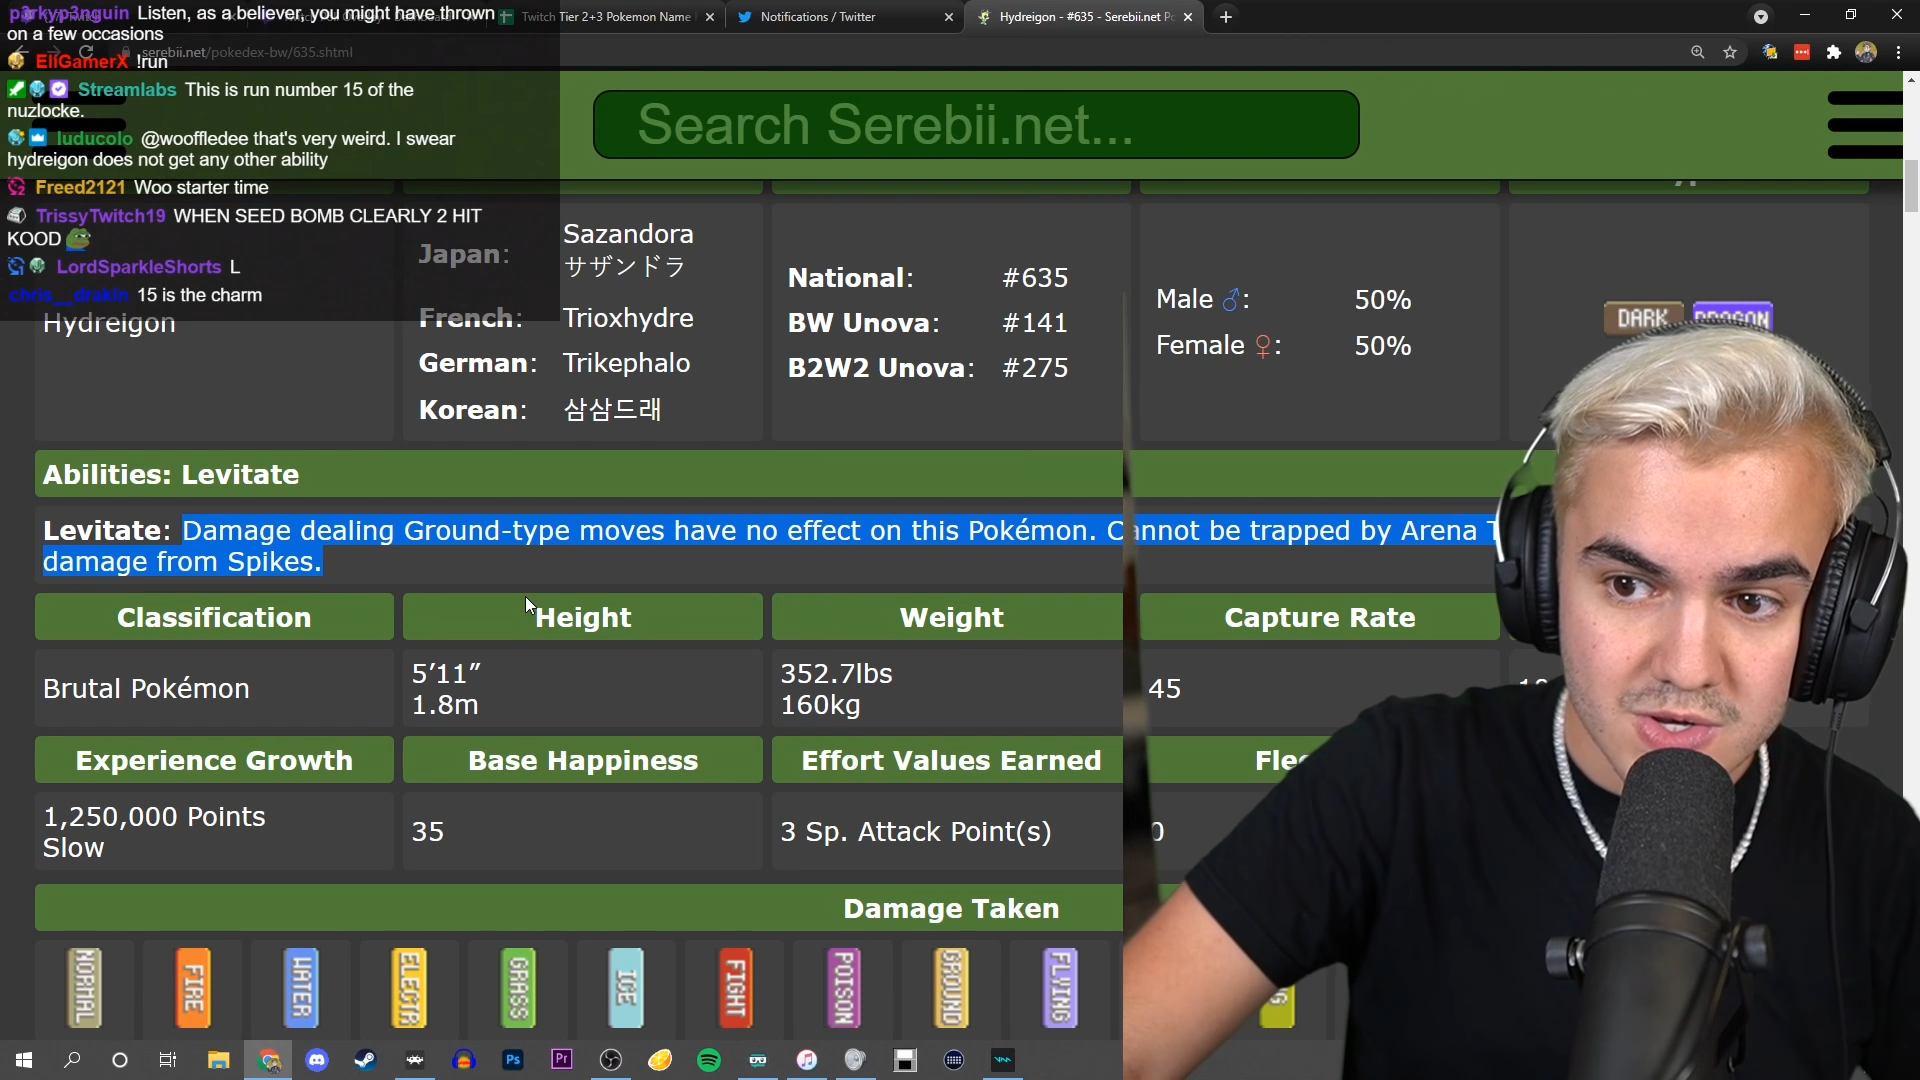 p3rkyp3nguin Listen, as a believer, you might have thrown
on a few occasions
EliGamerX !run
Streamlabs This is run number 15 of the
nuzlocke.
luducolo @wooffledee that's very weird. I swear
hydreigon does not get any other ability
Freed2121 Woo starter time
TrissyTwitch19 WHEN SEED BOMB CLEARLY 2 HIT
KOOD
LordSparkleShorts L
chris__drakin 15 is the charm
Twitch Tier 2+3 Pokemon Name
Notifications / Twitter
Hydreigon - #635 - Serebii.net
serebii.net/pokedex-bw/635.shtml
Search Serebii.net...
Hydreigon
Japan: Sazandora
サザンドラ
French: Trioxhydre
German: Trikephalo
Korean: 삼삼드래
National: #635
BW Unova: #141
B2W2 Unova: #275
Male ♂: 50%
Female ♀: 50%
DARK DRAGON
Abilities: Levitate
Levitate: Damage dealing Ground-type moves have no effect on this Pokémon. Cannot be trapped by Arena
damage from Spikes.
Classification Height Weight Capture Rate
Brutal Pokémon
5'11"
1.8m
352.7lbs
160kg
45
Experience Growth Base Happiness Effort Values Earned
1,250,000 Points
Slow
35
3 Sp. Attack Point(s)
0
Damage Taken
NORMAL FIRE WATER ELECTR GRASS ICE FIGHT POISON GROUND FLYING
Ps Pr